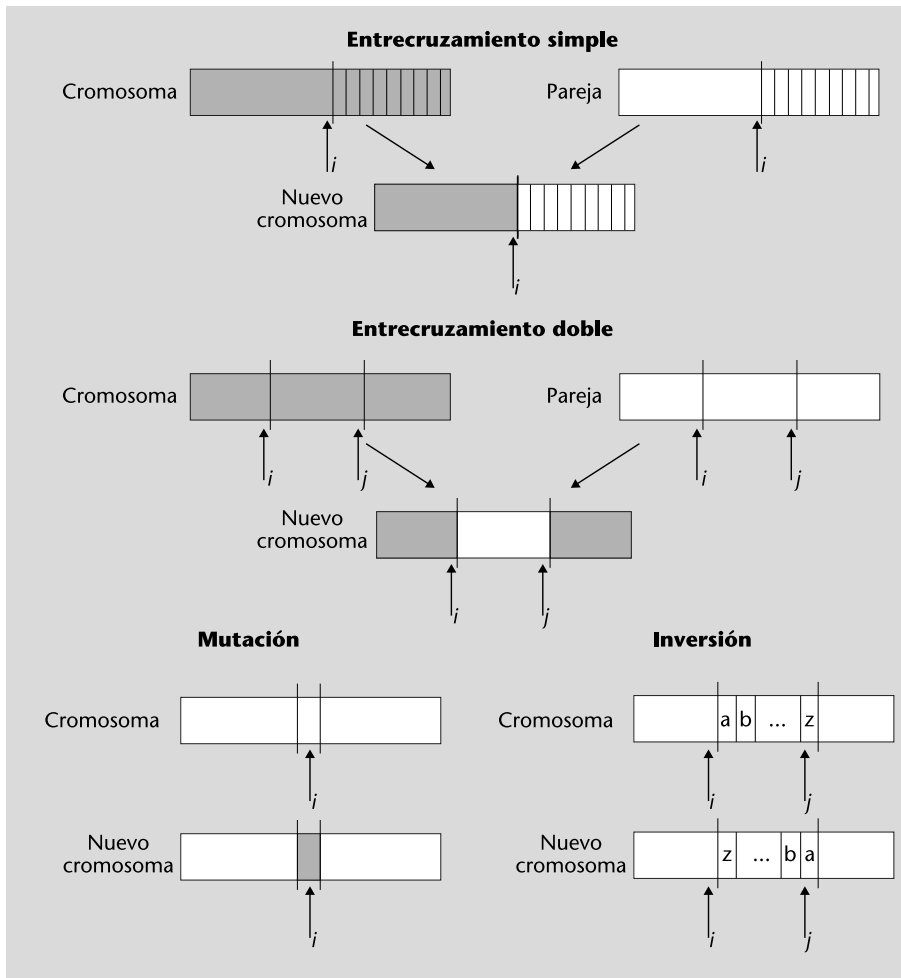 Entrecruzamiento simple
Cromosoma
Pareja
i
i
Nuevo
cromosoma
i
Entrecruzamiento doble
Cromosoma
Pareja
i
j
i
j
Nuevo
cromosoma
i
j
Mutación
Inversión
Cromosoma
Cromosoma
a b ... z
i
i
j
Nuevo
cromosoma
Nuevo
cromosoma
z ... b a
i
i
j